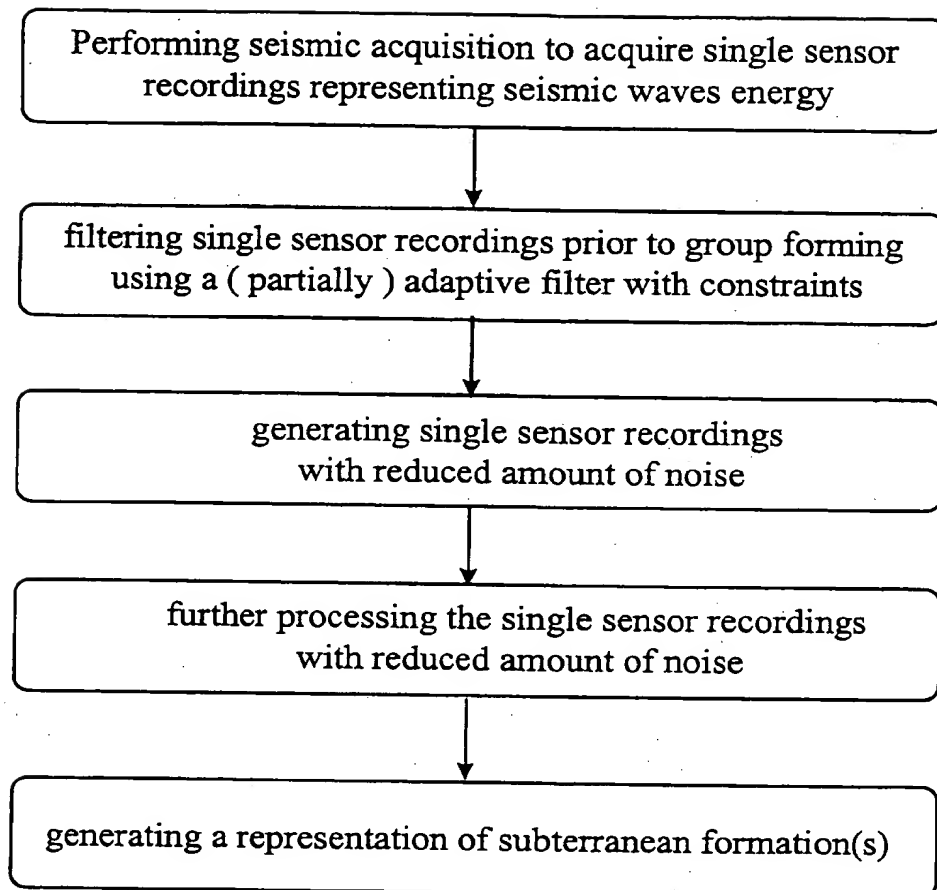 Performing seismic acquisition to acquire single sensor
recordings representing seismic waves energy
filtering single sensor recordings prior to group forming
using a ( partially ) adaptive filter with constraints
generating single sensor recordings
with reduced amount of noise
further processing the single sensor recordings
with reduced amount of noise
generating a representation of subterranean formation(s)